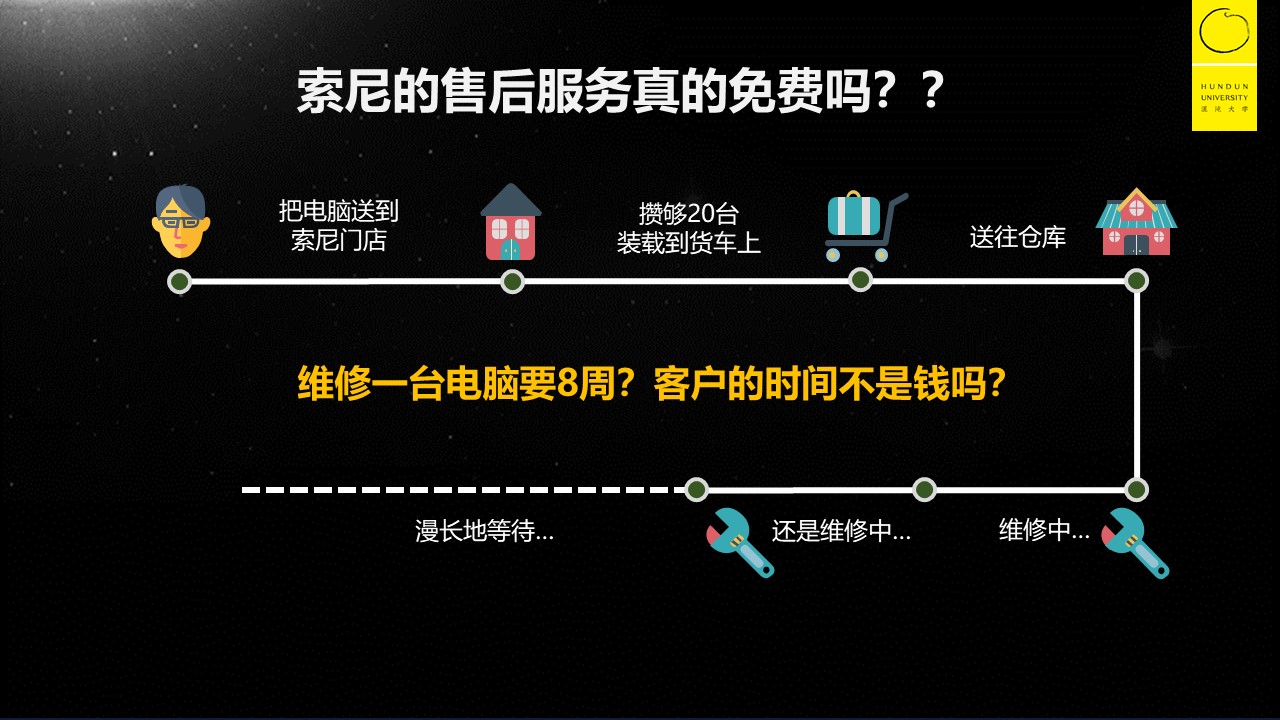 索尼的售后服务真的免费吗？？
HUNDUN
UNIVERSITY
混沌大学
把电脑送到
索尼门店
攒够20台
装载到货车上
送往仓库
维修一台电脑要8周？客户的时间不是钱吗？
漫长地等待...
还是维修中...
维修中...